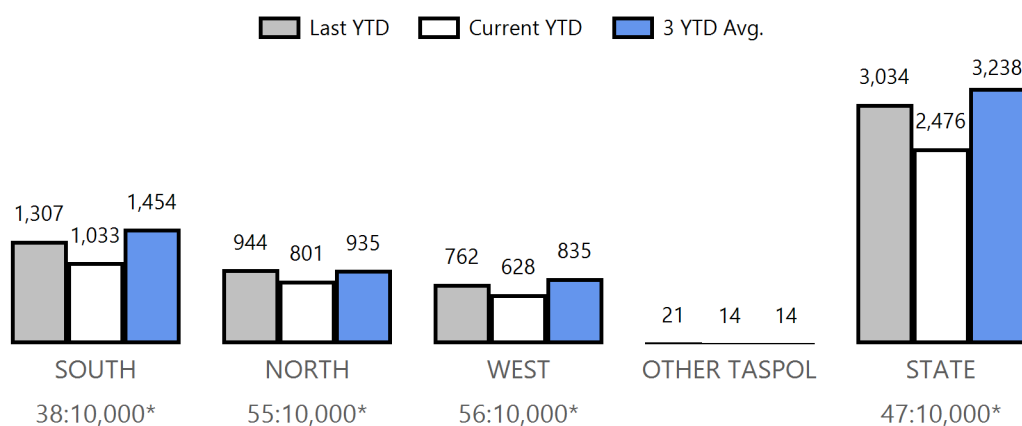 Last YTD Current YTD 3 YTD Avg.
3,034 2,476 3,238
1,307 1,033 1,454
944 801 935
762 628 835
21 14 14
SOUTH NORTH WEST OTHER TASPOL STATE
38:10,000* 55:10,000* 56:10,000* 47:10,000*